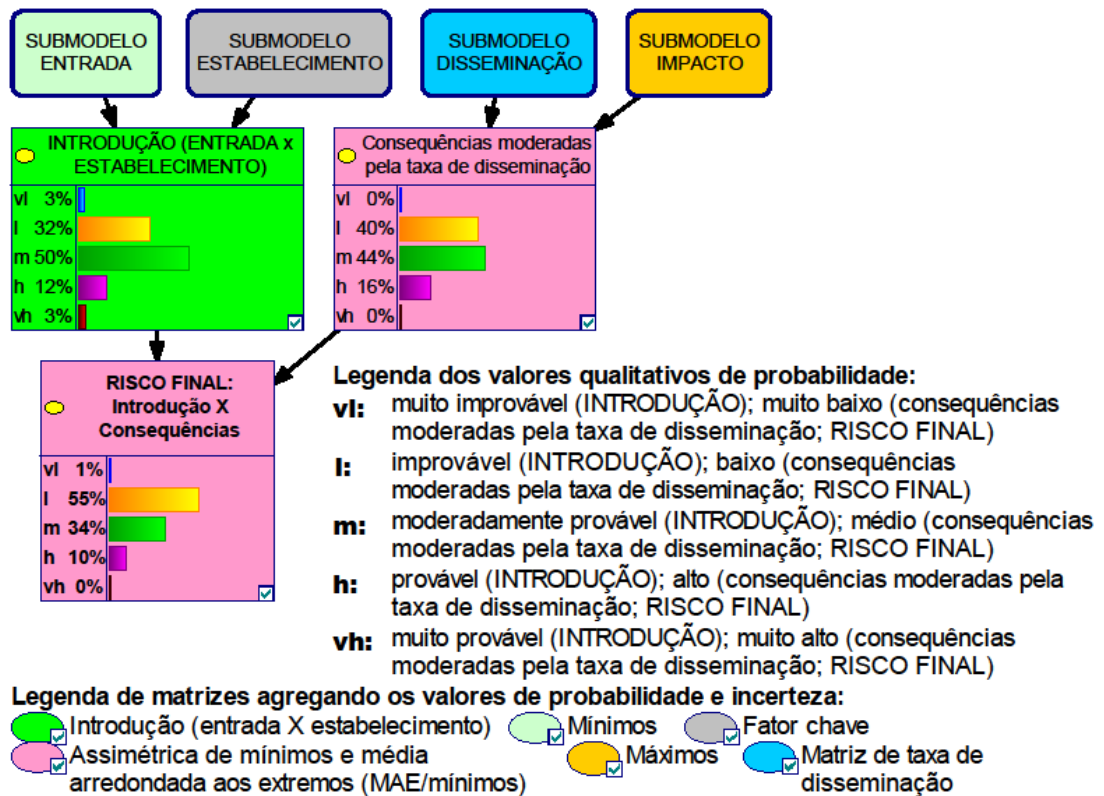 SUBMODELO
ENTRADA
SUBMODELO
ESTABELECIMENTO
SUBMODELO
DISSEMINAÇÃO
SUBMODELO
IMPACTO
INTRODUÇÃO (ENTRADA x
ESTABELECIMENTO)
vl 3%
l 32%
m 50%
h 12%
vh 3%
Consequências moderadas
pela taxa de disseminação
vl 0%
l 40%
m 44%
h 16%
vh 0%
RISCO FINAL:
Introdução X
Consequências
vl 1%
l 55%
m 34%
h 10%
vh 0%
Legenda dos valores qualitativos de probabilidade:
vl: muito improvável (INTRODUÇÃO); muito baixo (consequências
moderadas pela taxa de disseminação; RISCO FINAL)
l: improvável (INTRODUÇÃO); baixo (consequências
moderadas pela taxa de disseminação; RISCO FINAL)
m: moderadamente provável (INTRODUÇÃO); médio (consequências
moderadas pela taxa de disseminação; RISCO FINAL)
h: provável (INTRODUÇÃO); alto (consequências moderadas pela
taxa de disseminação; RISCO FINAL)
vh: muito provável (INTRODUÇÃO); muito alto (consequências
moderadas pela taxa de disseminação; RISCO FINAL)
Legenda de matrizes agregando os valores de probabilidade e incerteza:
Introdução (entrada X estabelecimento)
Mínimos
Fator chave
Assimétrica de mínimos e média
arredondada aos extremos (MAE/mínimos)
Máximos
Matriz de taxa de
disseminação